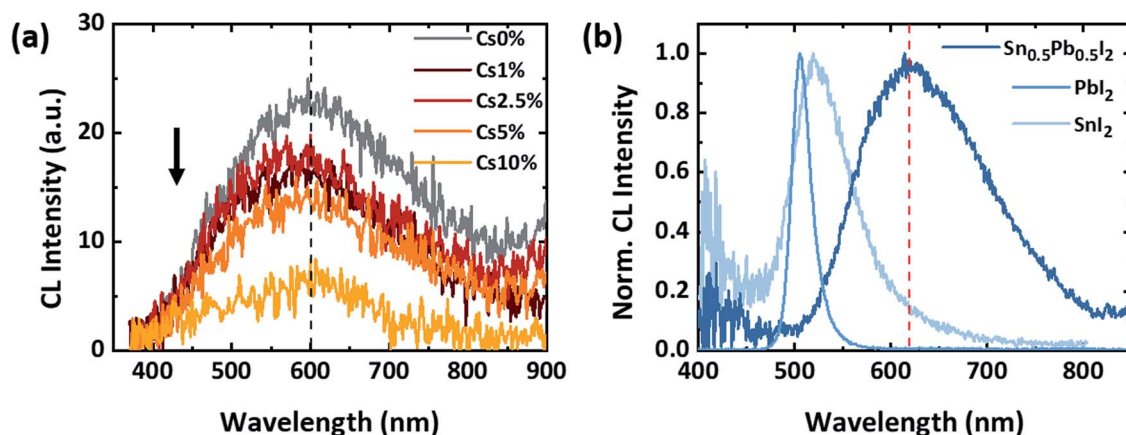 (a)
30
20
10
0
CL Intensity (a.u.)
Cs0%
Cs1%
Cs2.5%
Cs5%
Cs10%
400 500 600 700 800 900
Wavelength (nm)
(b)
1.0
0.8
0.6
0.4
0.2
0.0
Norm. CL Intensity
Sn₀.₅Pb₀.₅I₂
PbI₂
SnI₂
400 500 600 700 800
Wavelength (nm)